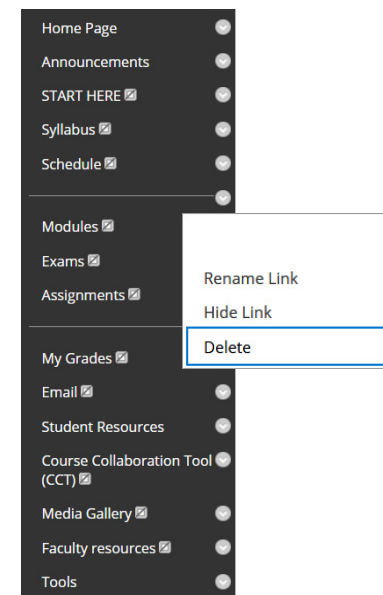 Home Page
Announcements
START HERE
Syllabus
Schedule
Modules
Exams
Assignments
Rename Link
Hide Link
Delete
My Grades
Email
Student Resources
Course Collaboration Tool
(CCT)
Media Gallery
Faculty resources
Tools